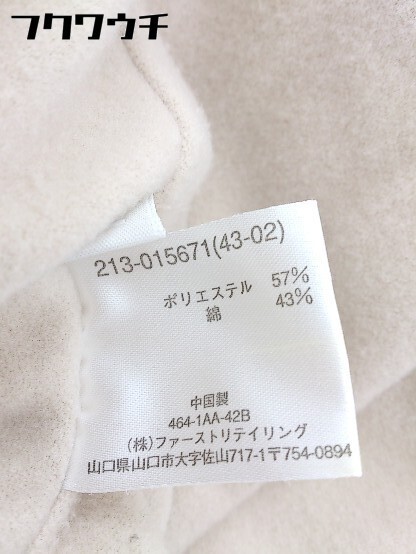 フクワウチ
213-015671(43-02)
ポリエステル 57%
綿 43%
中国製
464-1AA-42B
(株)ファーストリテイリング
山口県山口市大字佐山717-1〒754-0894